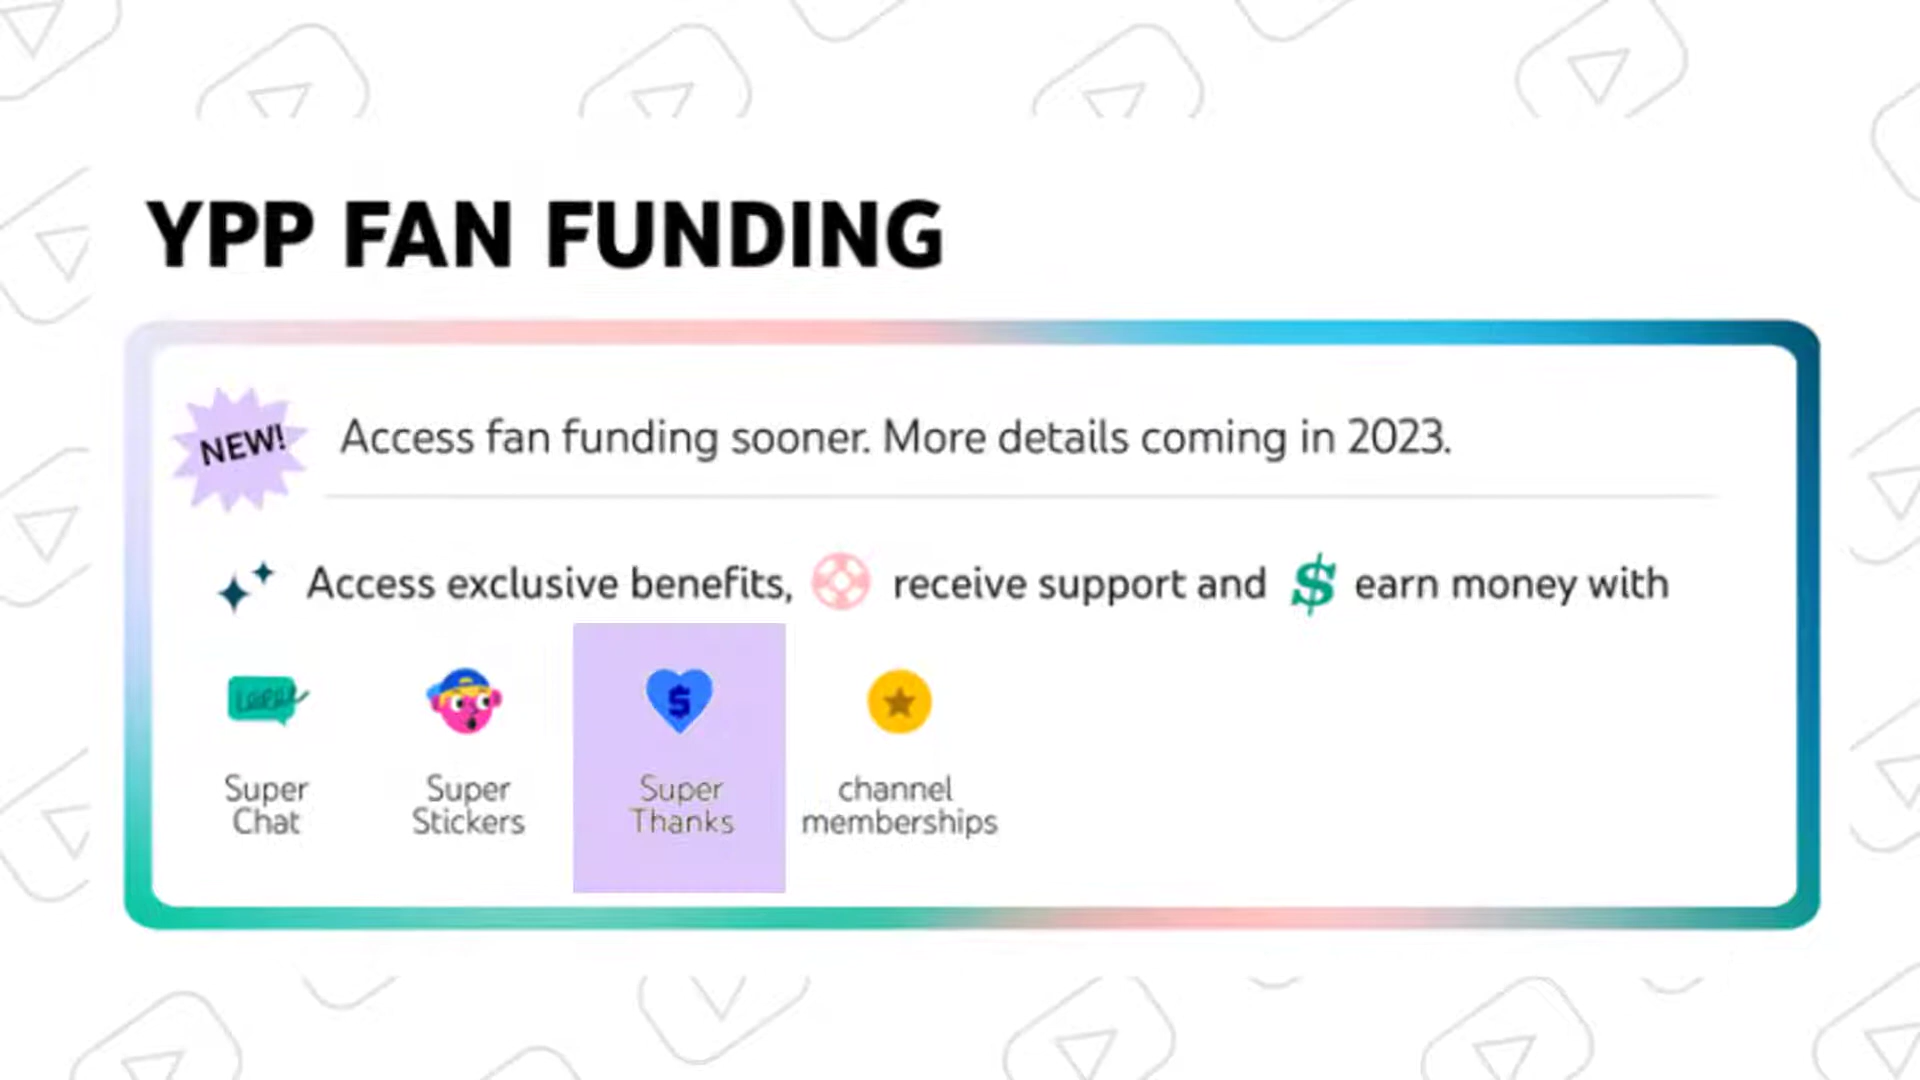 YPP FAN FUNDING
NEW!
Access fan funding sooner. More details coming in 2023.
Access exclusive benefits, receive support and $ earn money with
$
Super
Chat
Super
Stickers
Super
Thanks
channel
memberships